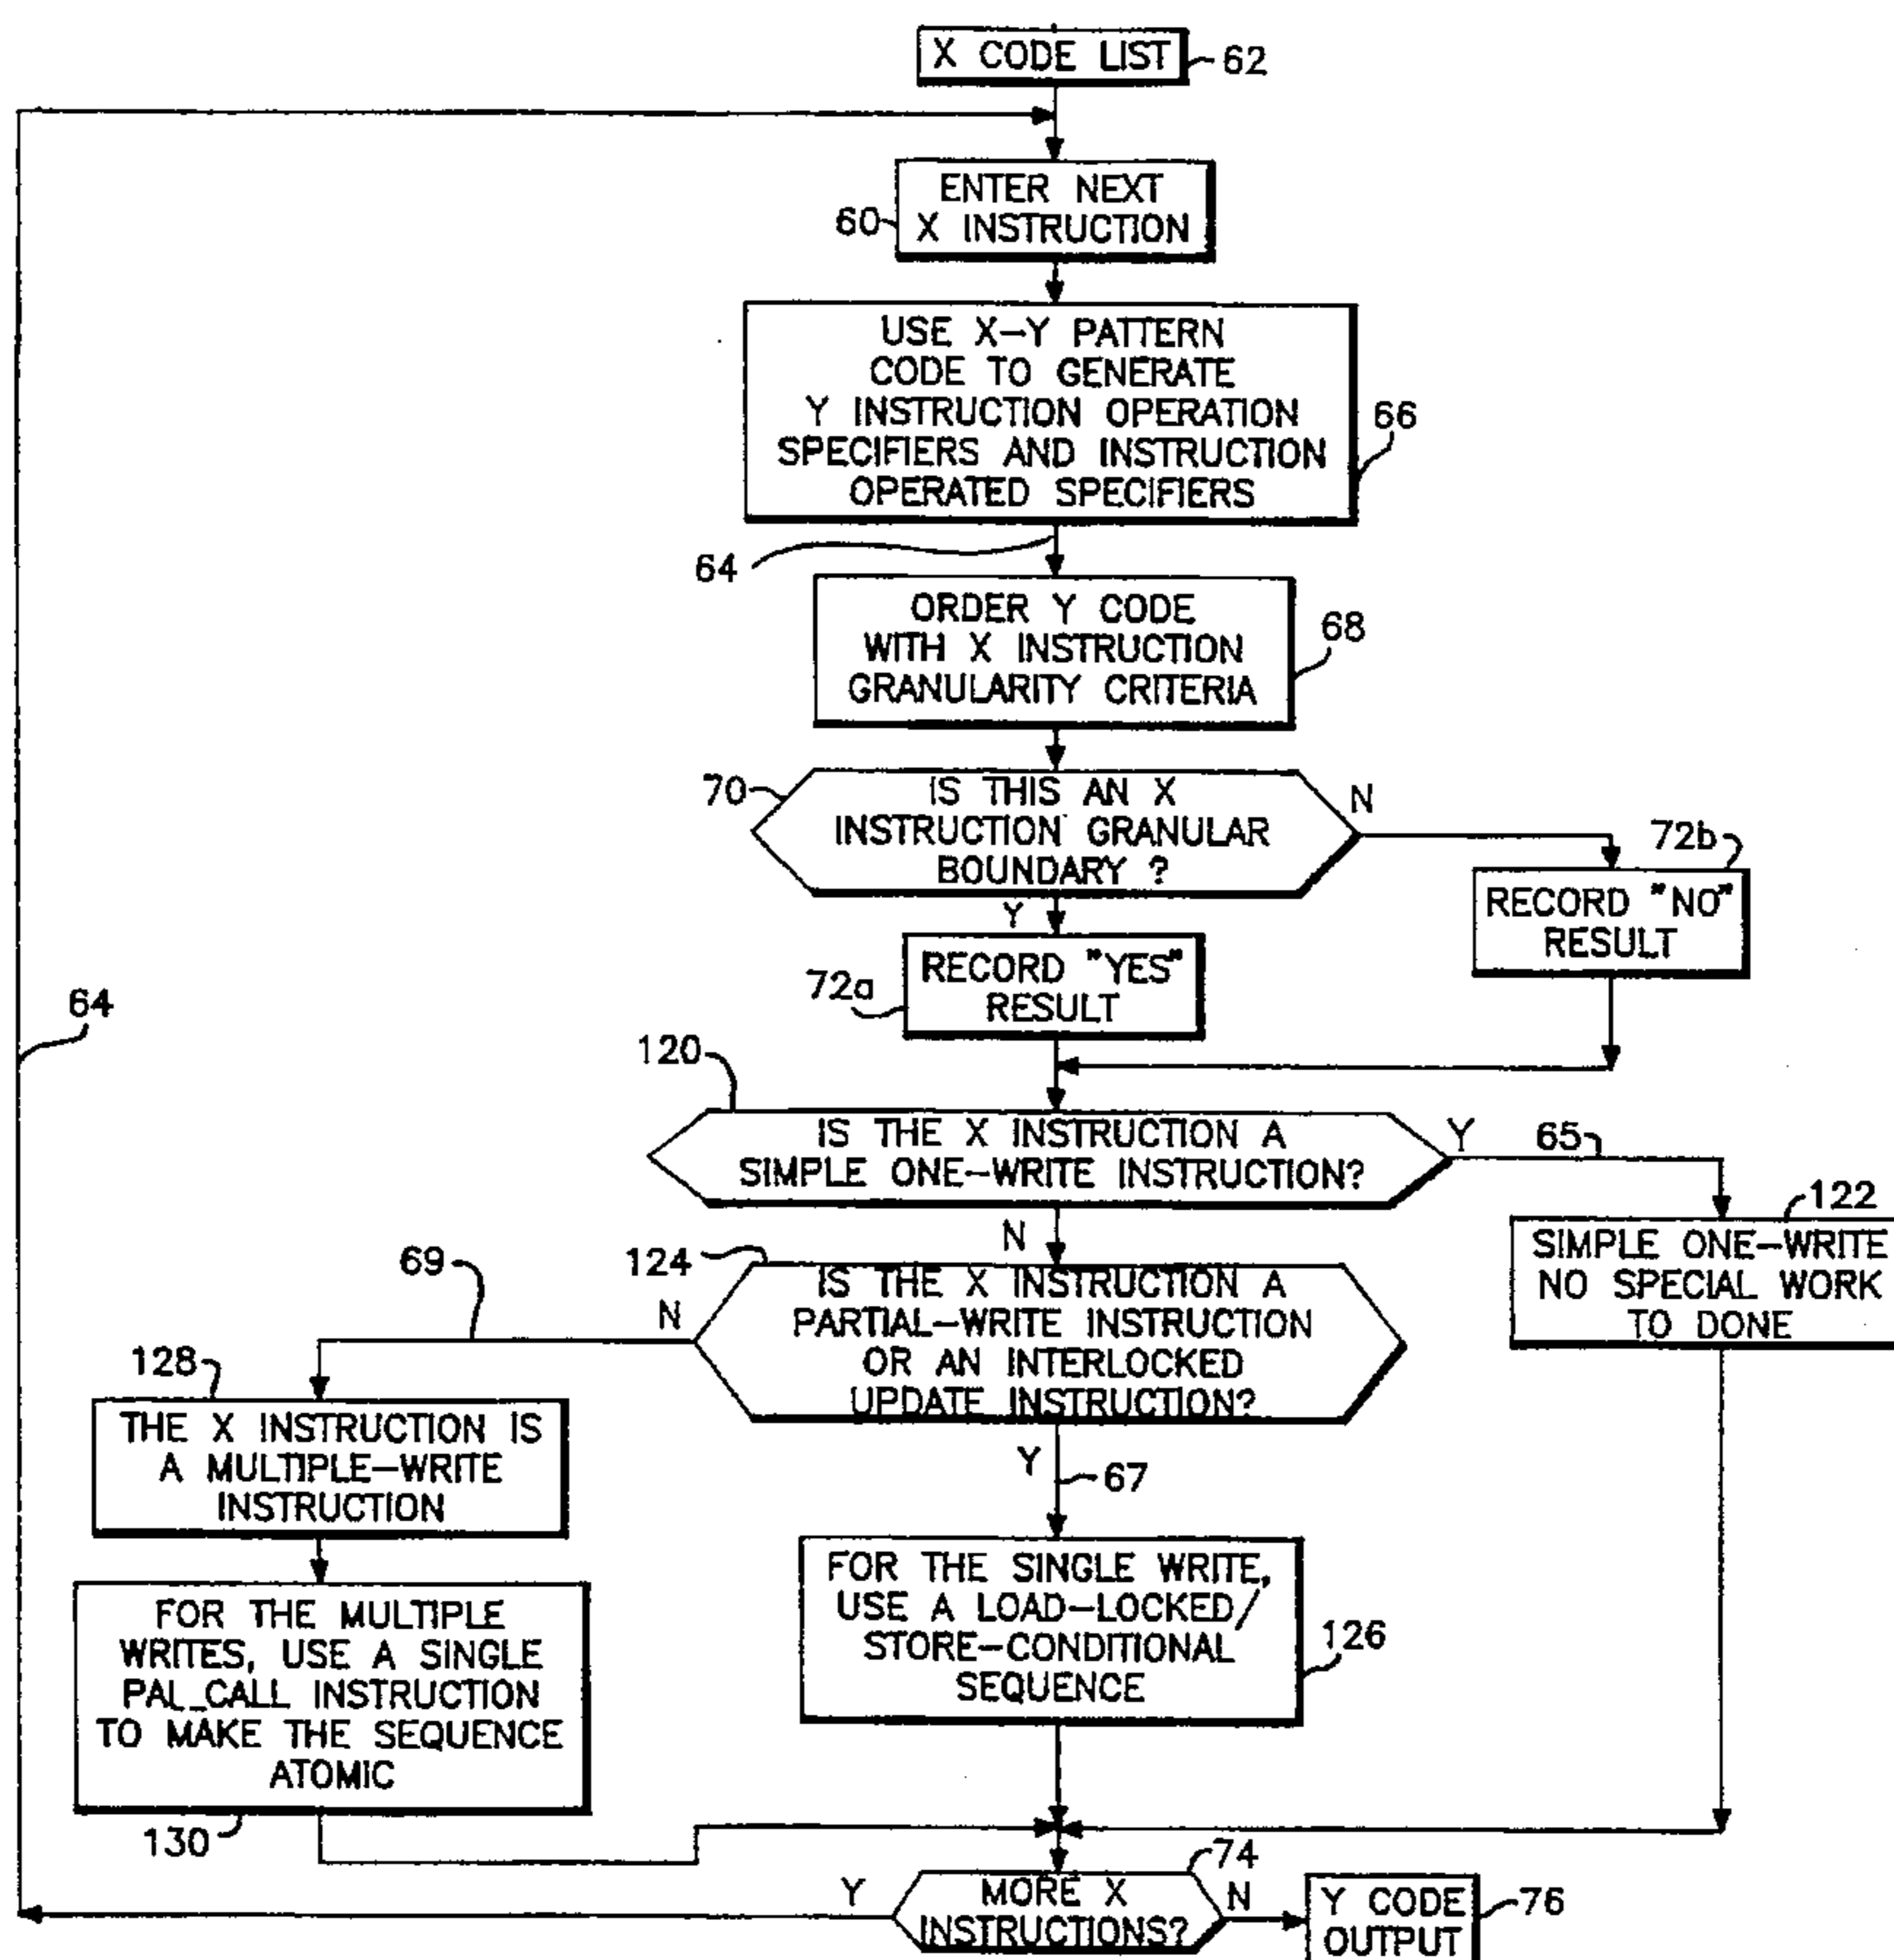 X CODE LIST
62
ENTER NEXT
X INSTRUCTION
60
USE X-Y PATTERN
CODE TO GENERATE
Y INSTRUCTION OPERATION
SPECIFIERS AND INSTRUCTION
OPERATED SPECIFIERS
66
64
ORDER Y CODE
WITH X INSTRUCTION
GRANULARITY CRITERIA
68
70
IS THIS AN X
INSTRUCTION GRANULAR
BOUNDARY ?
N
Y
72b
RECORD "NO"
RESULT
72a
RECORD "YES"
RESULT
64
120
IS THE X INSTRUCTION A
SIMPLE ONE-WRITE INSTRUCTION?
Y
65
N
122
SIMPLE ONE-WRITE
NO SPECIAL WORK
TO DONE
124
IS THE X INSTRUCTION A
PARTIAL-WRITE INSTRUCTION
OR AN INTERLOCKED
UPDATE INSTRUCTION?
N
69
Y
67
128
THE X INSTRUCTION IS
A MULTIPLE-WRITE
INSTRUCTION
FOR THE MULTIPLE
WRITES, USE A SINGLE
PAL_CALL INSTRUCTION
TO MAKE THE SEQUENCE
ATOMIC
130
FOR THE SINGLE WRITE,
USE A LOAD-LOCKED/
STORE-CONDITIONAL
SEQUENCE
126
74
MORE X
INSTRUCTIONS?
Y
N
Y CODE
OUTPUT
76